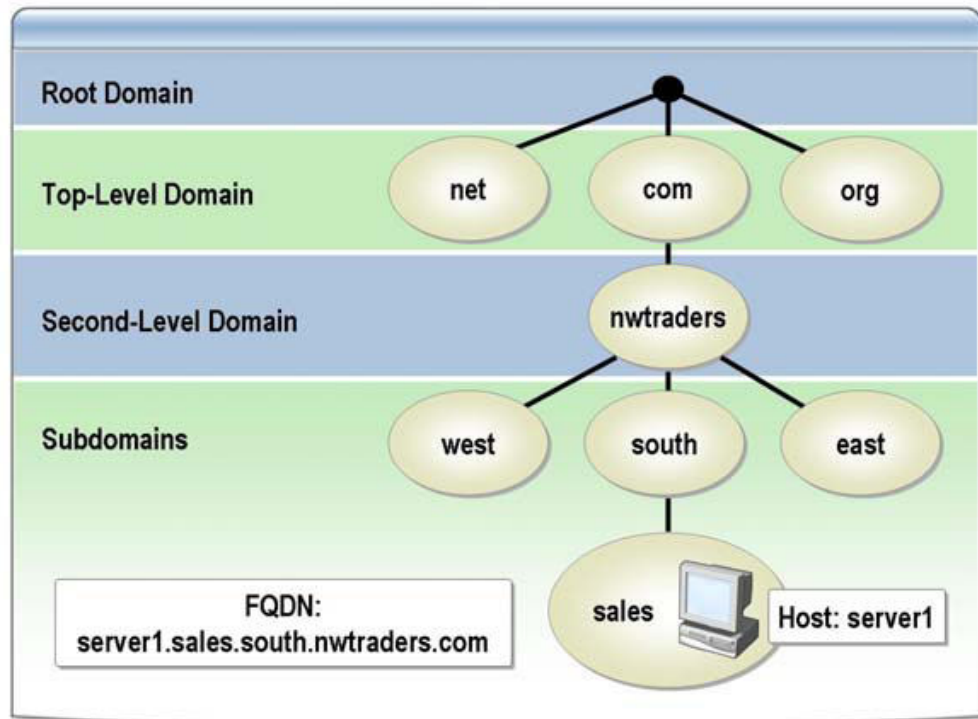 Root Domain
Top-Level Domain
net
com
org
Second-Level Domain
nwtraders
Subdomains
west
south
east
sales
Host: server1
FQDN:
server1.sales.south.nwtraders.com